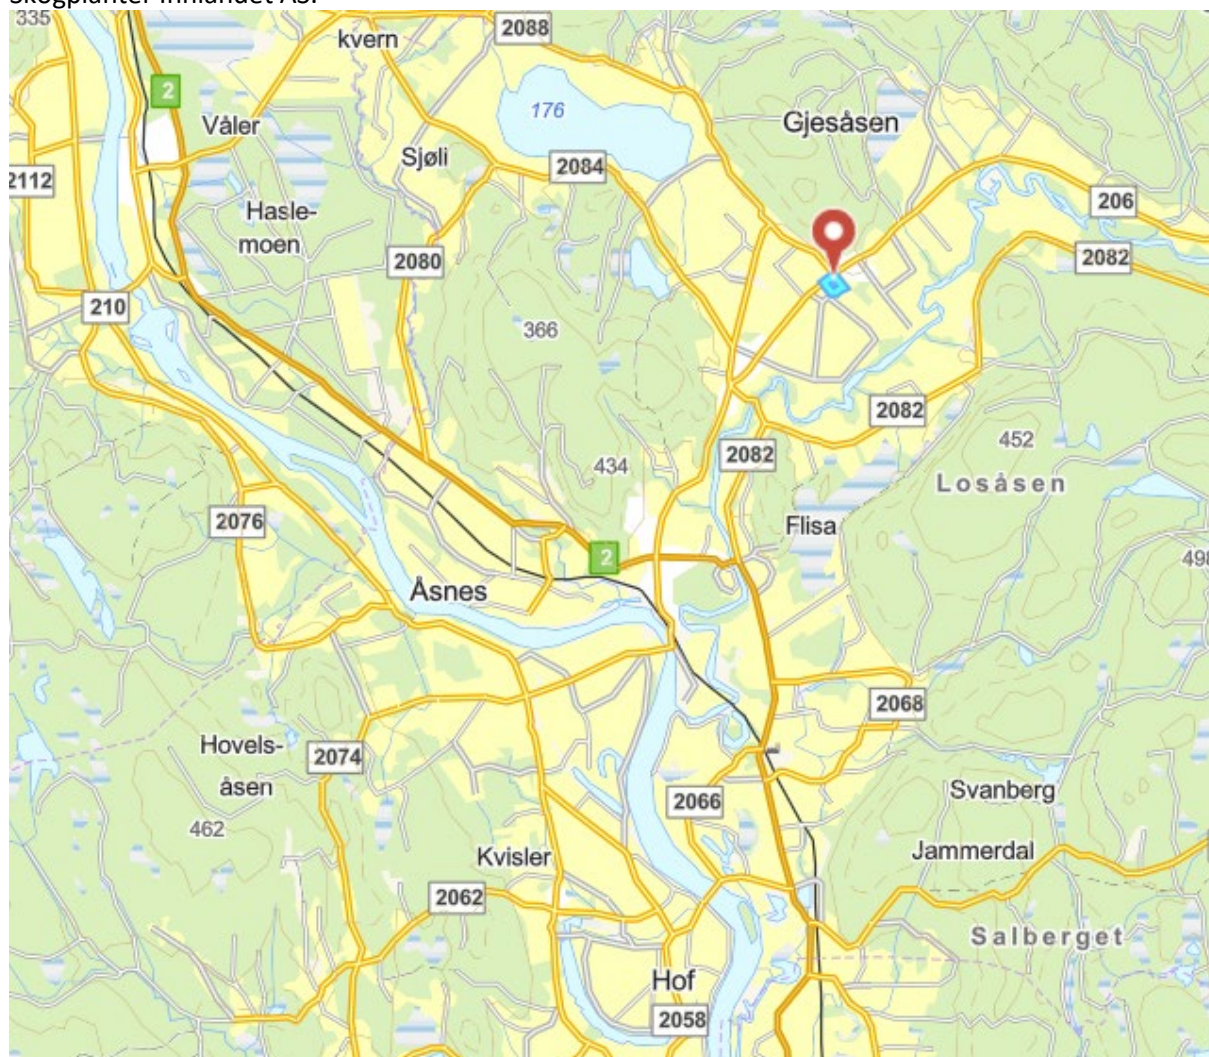 Skogplanter Innlandet AS.
335
kvern
2088
2
176
Gjesåsen
Våler
Sjøli
2084
2112
206
Hasle-
moen
2080
2082
210
366
2082
452
434
2082
Losåsen
2076
Flisa
2
498
Åsnes
2068
Hovels-
åsen
2074
Svanberg
2066
462
Kvisler
Jammerdal
2062
Salberget
Hof
2058